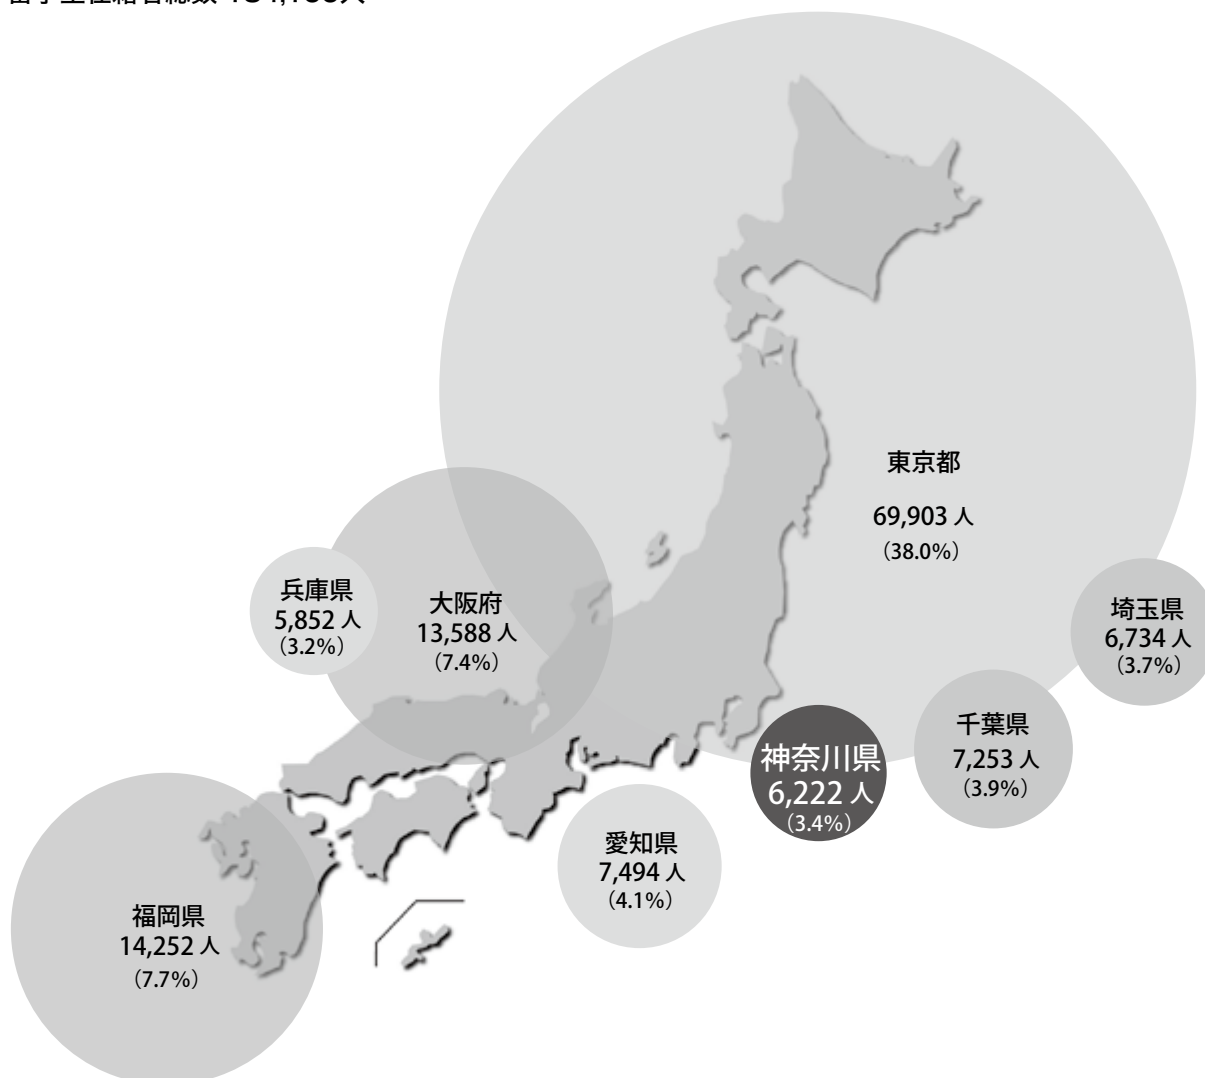 東京都
69,903 人
（38.0%）
兵庫県
5,852 人
（3.2%）
大阪府
13,588 人
（7.4%）
埼玉県
6,734 人
（3.7%）
千葉県
7,253 人
（3.9%）
神奈川県
6,222 人
（3.4%）
愛知県
7,494 人
（4.1%）
福岡県
14,252 人
（7.7%）